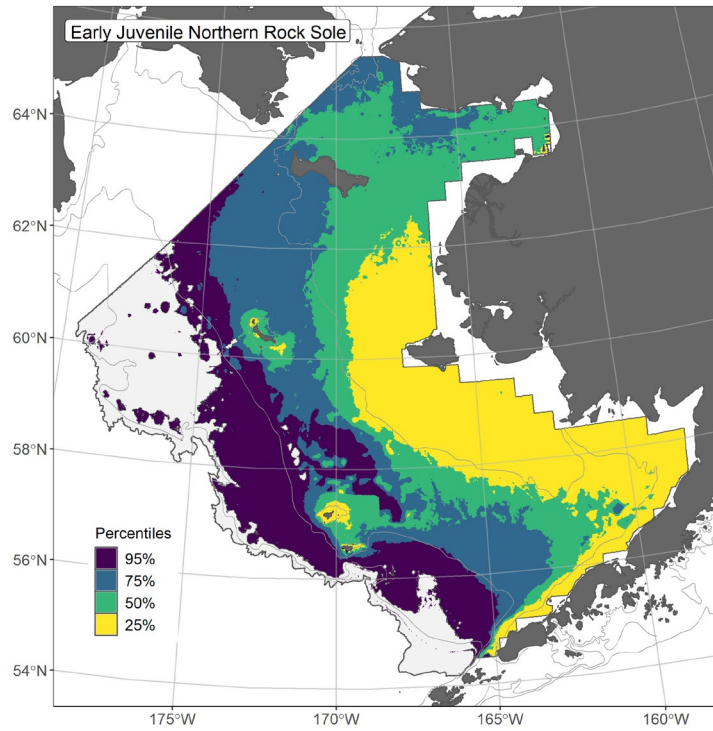 Early Juvenile Northern Rock Sole
64°N
62°N
60°N
58°N
56°N
54°N
Percentiles
95%
75%
50%
25%
175°W
170°W
165°W
160°W